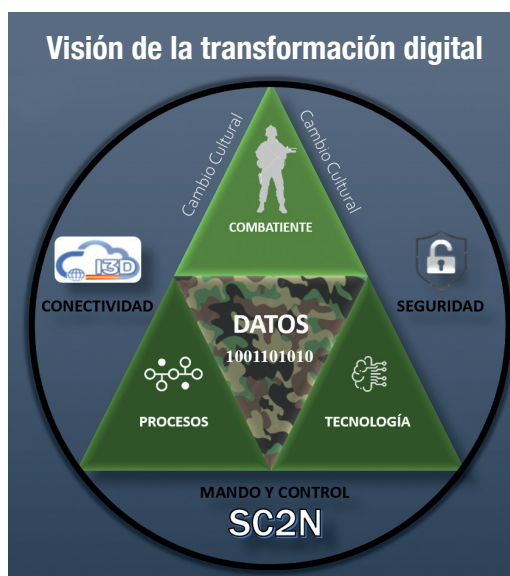 Visión de la transformación digital
Cambio Cultural
Cambio Cultural
COMBATIENTE
I3D
CONECTIVIDAD
SEGURIDAD
DATOS
1001101010
PROCESOS
TECNOLOGÍA
MANDO Y CONTROL
SC2N